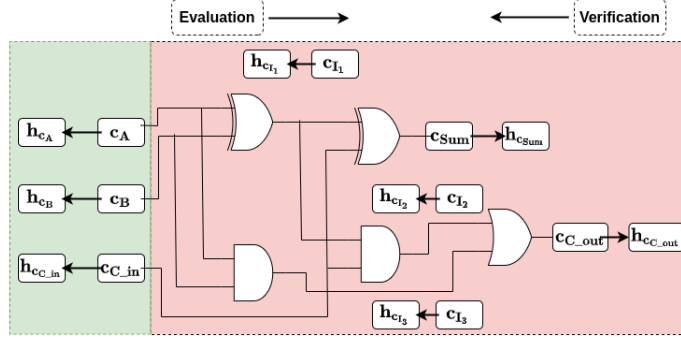 Evaluation
Verification
h_{c_{I_1}} c_{I_1}
h_{c_A} c_A
c_{Sum} h_{c_{Sum}}
h_{c_B} c_B
h_{c_{I_2}} c_{I_2}
c_{C_out} h_{c_{C_out}}
h_{c_{C_in}} c_{C_in}
h_{c_{I_3}} c_{I_3}